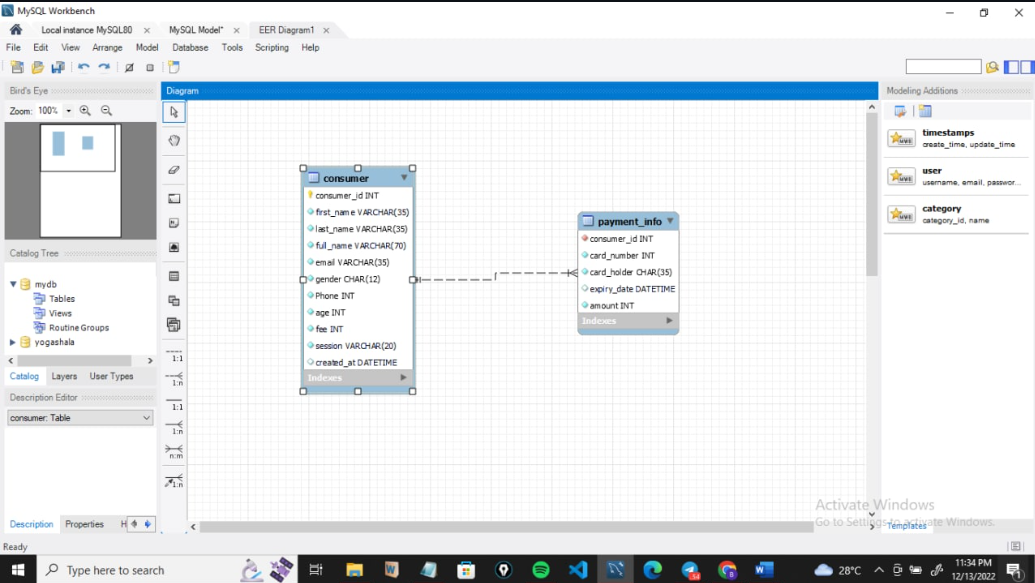 MySQL Workbench
Local instance MySQL80
MySQL Model*
EER Diagram1
File Edit View Arrange Model Database Tools Scripting Help
Bird's Eye
Zoom: 100%
Diagram
Modeling Additions
timestamps
create_time, update_time
user
username, email, passwor...
category
category_id, name
consumer
consumer_id INT
first_name VARCHAR(35)
last_name VARCHAR(35)
full_name VARCHAR(70)
email VARCHAR(35)
gender CHAR(12)
Phone INT
age INT
fee INT
session VARCHAR(20)
created_at DATETIME
Indexes
payment_info
consumer_id INT
card_number INT
card_holder CHAR(35)
expiry_date DATETIME
amount INT
Indexes
Catalog Tree
mydb
Tables
Views
Routine Groups
yogashala
Catalog Layers User Types
Description Editor
consumer: Table
Description Properties H
1:1
1:n
1:1
1:n
n:m
1:n
Activate Windows
Go to Settings to activate Windows.
Templates
Ready
Type here to search
28°C
11:34 PM
12/13/2022